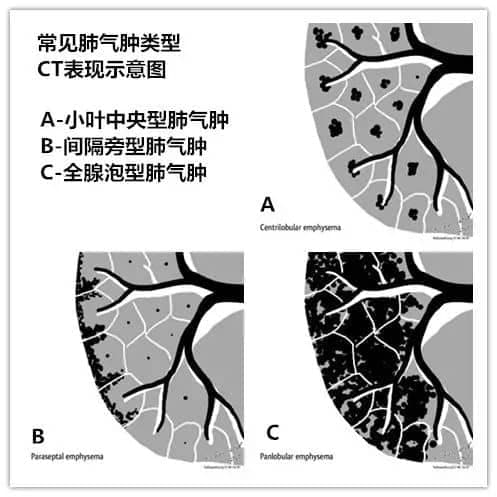 常见肺气肿类型
CT表现示意图
A-小叶中央型肺气肿
B-间隔旁型肺气肿
C-全腺泡型肺气肿
A
Centrilobular emphysema
B
Paraseptal emphysema
C
Panlobular emphysema